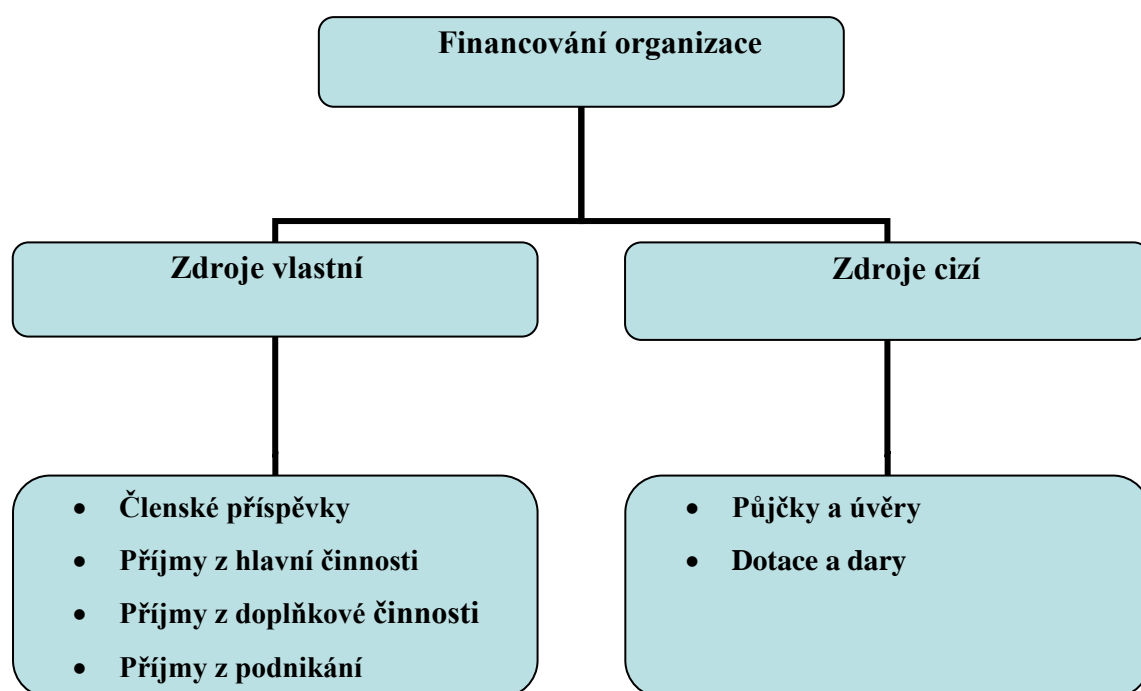 Financování organizace
Zdroje vlastní
Zdroje cizí
• Členské příspěvky
• Příjmy z hlavní činnosti
• Příjmy z doplňkové činnosti
• Příjmy z podnikání
• Půjčky a úvěry
• Dotace a dary